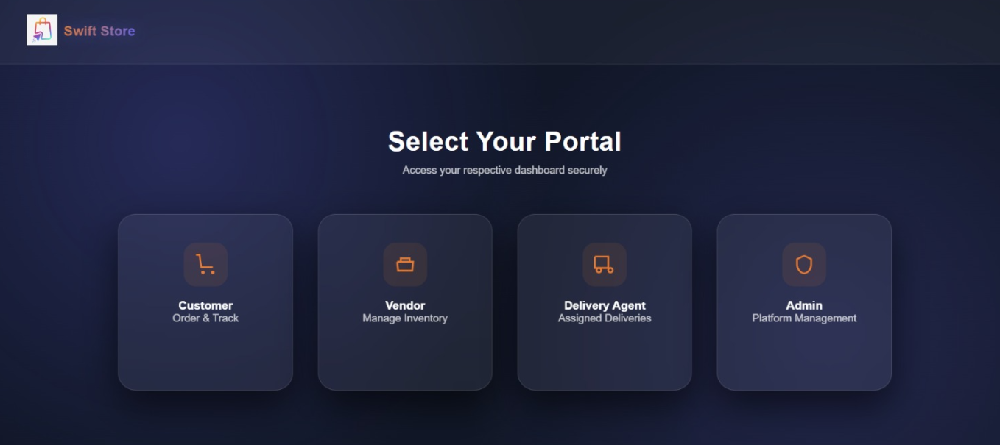 Swift Store
Select Your Portal
Access your respective dashboard securely
Customer
Order & Track
Vendor
Manage Inventory
Delivery Agent
Assigned Deliveries
Admin
Platform Management